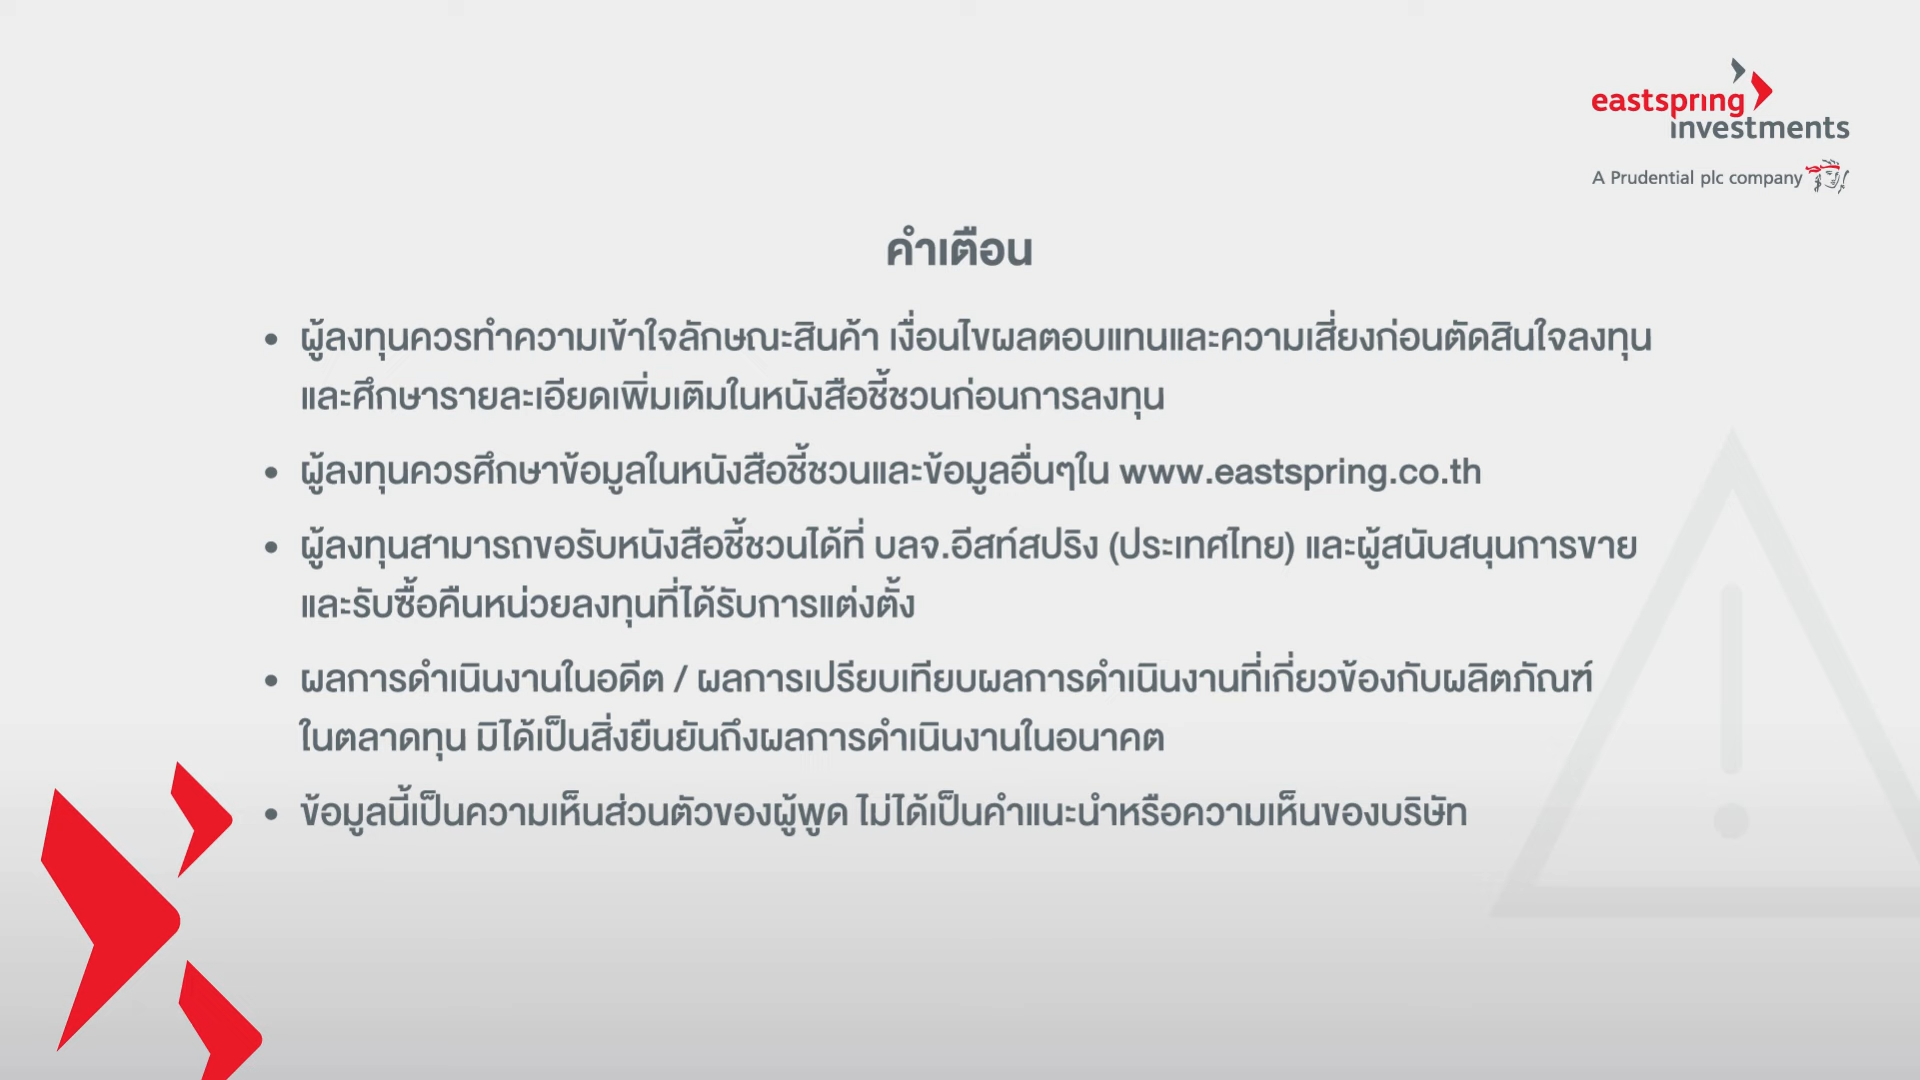 eastspring
investments
A Prudential plc company
คำเตือน
• ผู้ลงทุนควรทำความเข้าใจลักษณะสินค้า เงื่อนไขผลตอบแทนและความเสี่ยงก่อนตัดสินใจลงทุน
และศึกษารายละเอียดเพิ่มเติมในหนังสือชี้ชวนก่อนการลงทุน
• ผู้ลงทุนควรศึกษาข้อมูลในหนังสือชี้ชวนและข้อมูลอื่นๆใน www.eastspring.co.th
• ผู้ลงทุนสามารถขอรับหนังสือชี้ชวนได้ที่ บลจ.อีสท์สปริง (ประเทศไทย) และผู้สนับสนุนการขาย
และรับซื้อคืนหน่วยลงทุนที่ได้รับการแต่งตั้ง
• ผลการดำเนินงานในอดีต / ผลการเปรียบเทียบผลการดำเนินงานที่เกี่ยวข้องกับผลิตภัณฑ์
ในตลาดทุน มิได้เป็นสิ่งยืนยันถึงผลการดำเนินงานในอนาคต
• ข้อมูลนี้เป็นความเห็นส่วนตัวของผู้พูด ไม่ได้เป็นคำแนะนำหรือความเห็นของบริษัท